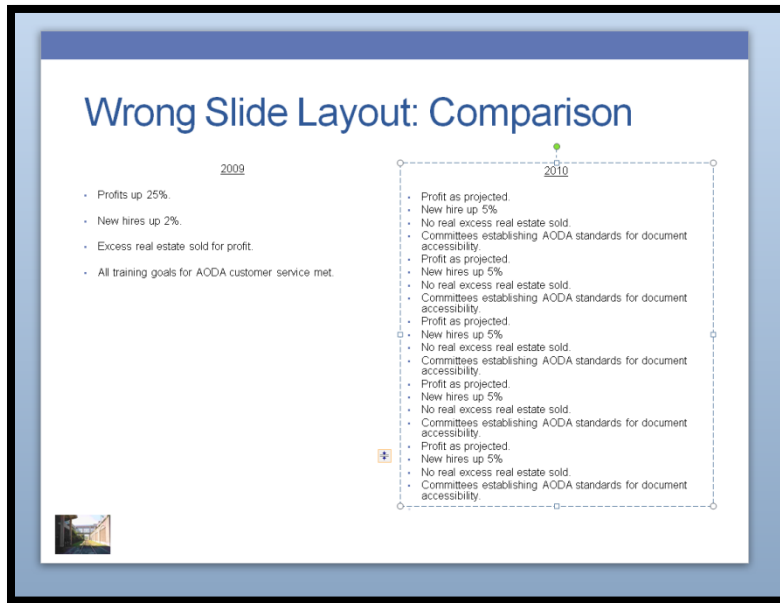 Wrong Slide Layout: Comparison
2009
• Profits up 25%.
• New hires up 2%.
• Excess real estate sold for profit.
• All training goals for AODA customer service met.
2010
• Profit as projected.
• New hire up 5%
• No real excess real estate sold.
• Committees establishing AODA standards for document
accessibility.
• Profit as projected.
• New hires up 5%
• No real excess real estate sold.
• Committees establishing AODA standards for document
accessibility.
• Profit as projected.
• New hires up 5%
• No real excess real estate sold.
• Committees establishing AODA standards for document
accessibility.
• Profit as projected.
• New hires up 5%
• No real excess real estate sold.
• Committees establishing AODA standards for document
accessibility.
• Profit as projected.
• New hires up 5%
• No real excess real estate sold.
• Committees establishing AODA standards for document
accessibility.